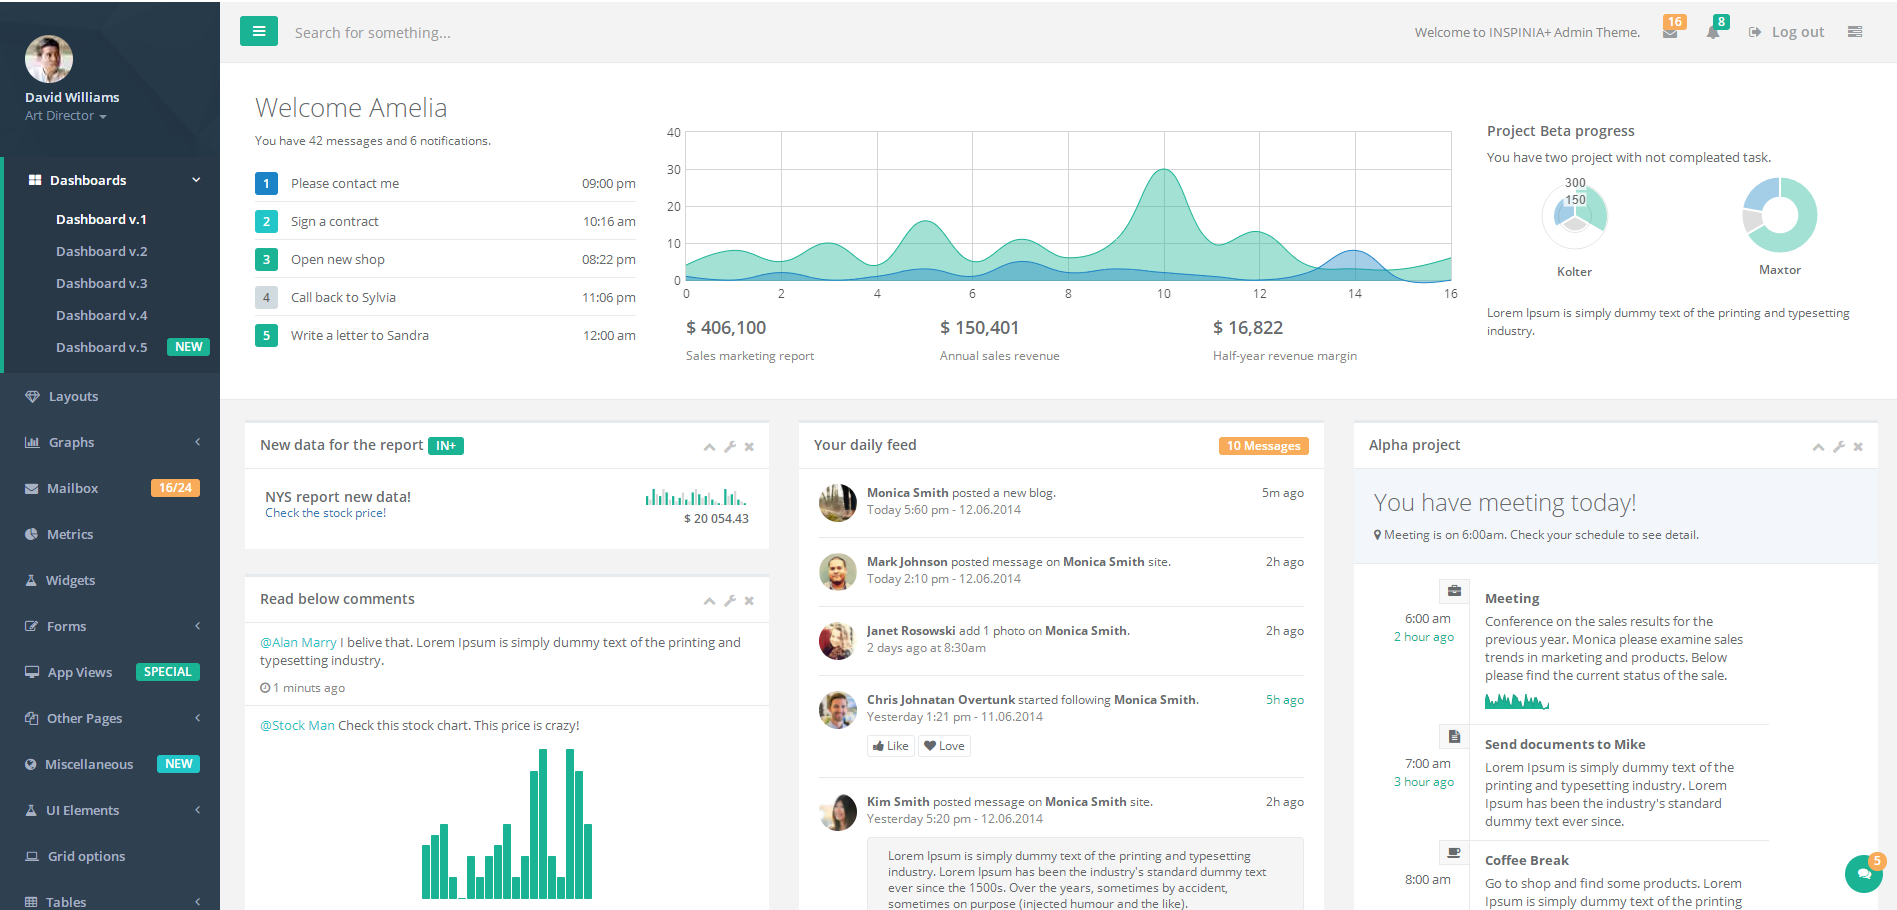 David Williams
Art Director
Dashboards
Dashboard v.1
Dashboard v.2
Dashboard v.3
Dashboard v.4
Dashboard v.5 NEW
Layouts
Graphs
Mailbox 16/24
Metrics
Widgets
Forms
App Views SPECIAL
Other Pages
Miscellaneous NEW
UI Elements
Grid options
Tables
Search for something...
Welcome to INSPINIA+ Admin Theme. 16 8 Log out
Welcome Amelia
You have 42 messages and 6 notifications.
1 Please contact me 09:00 pm
2 Sign a contract 10:16 am
3 Open new shop 08:22 pm
4 Call back to Sylvia 11:06 pm
5 Write a letter to Sandra 12:00 am
40
30
20
10
0
0 2 4 6 8 10 12 14 16
$ 406,100 $ 150,401 $ 16,822
Sales marketing report Annual sales revenue Half-year revenue margin
Project Beta progress
You have two project with not compleated task.
300
150
Kolter Maxtor
Lorem Ipsum is simply dummy text of the printing and typesetting
industry.
New data for the report IN+
NYS report new data!
Check the stock price!
$ 20 054.43
Read below comments
@Alan Marry I belive that. Lorem Ipsum is simply dummy text of the printing and
typesetting industry.
1 minuts ago
@Stock Man Check this stock chart. This price is crazy!
Your daily feed 10 Messages
Monica Smith posted a new blog. 5m ago
Today 5:60 pm - 12.06.2014
Mark Johnson posted message on Monica Smith site. 2h ago
Today 2:10 pm - 12.06.2014
Janet Rosowski add 1 photo on Monica Smith. 2h ago
2 days ago at 8:30am
Chris Johnatan Overtunk started following Monica Smith. 5h ago
Yesterday 1:21 pm - 11.06.2014
Like Love
Kim Smith posted message on Monica Smith site. 2h ago
Yesterday 5:20 pm - 12.06.2014
Lorem Ipsum is simply dummy text of the printing and typesetting
industry. Lorem Ipsum has been the industry's standard dummy text
ever since the 1500s. Over the years, sometimes by accident,
sometimes on purpose (injected humour and the like).
Alpha project
You have meeting today!
Meeting is on 6:00am. Check your schedule to see detail.
6:00 am
2 hour ago
Meeting
Conference on the sales results for the
previous year. Monica please examine sales
trends in marketing and products. Below
please find the current status of the sale.
7:00 am
3 hour ago
Send documents to Mike
Lorem Ipsum is simply dummy text of the
printing and typesetting industry. Lorem
Ipsum has been the industry's standard
dummy text ever since.
8:00 am
Coffee Break
Go to shop and find some products. Lorem
Ipsum is simply dummy text of the printing
5